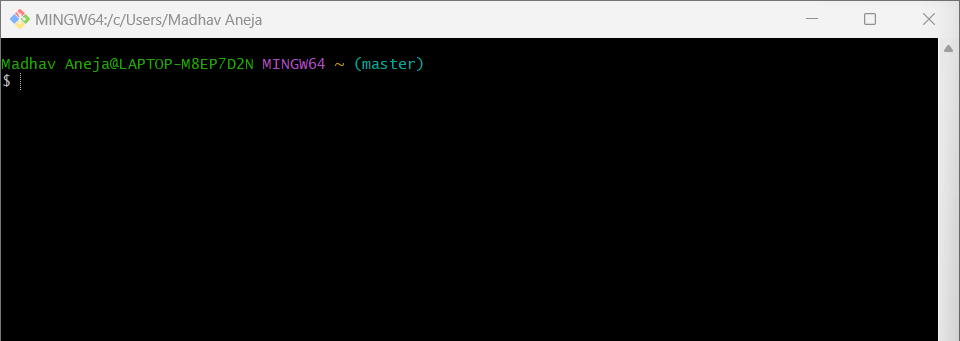 MINGW64:/c/Users/Madhav Aneja
Madhav Aneja@LAPTOP-M8EP7D2N MINGW64 ~ (master)
$